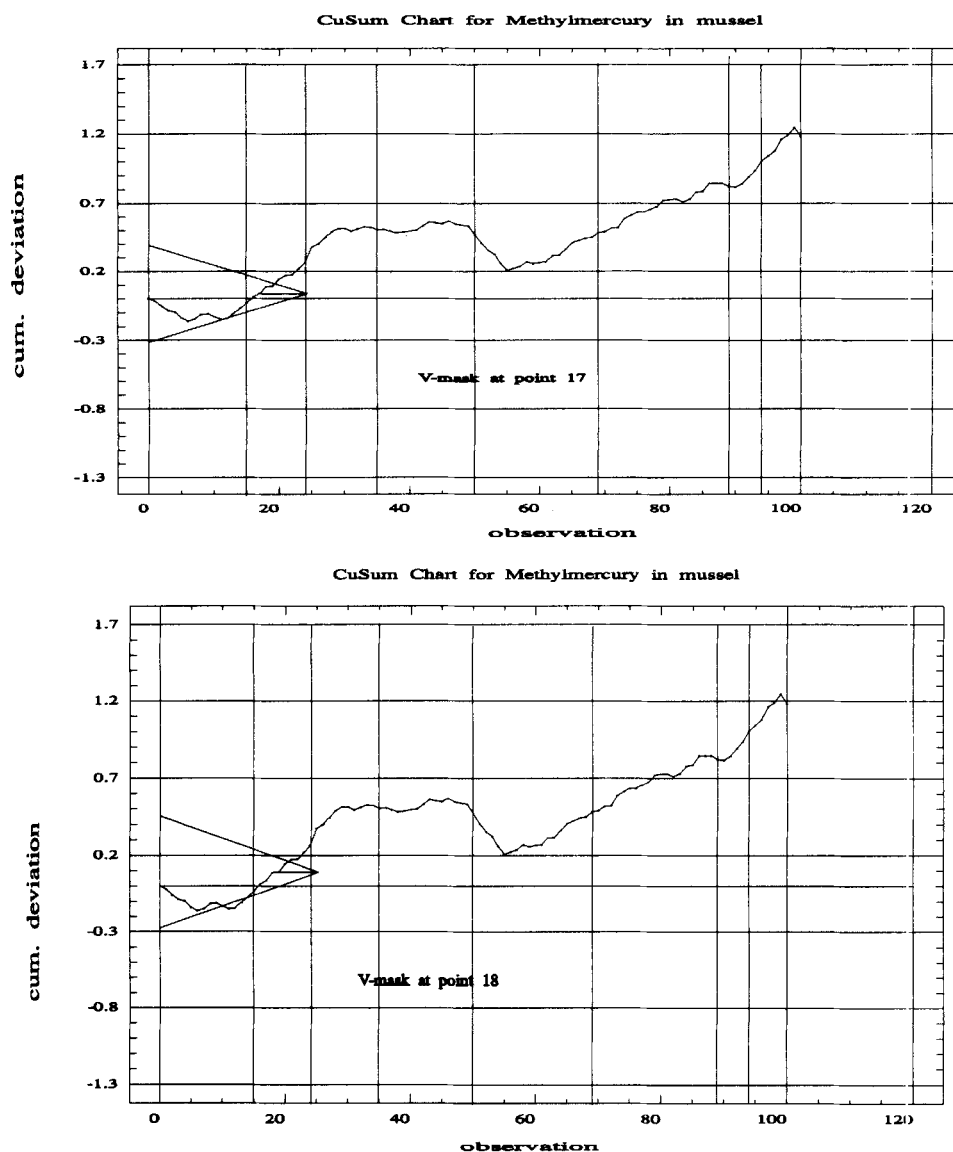 CuSum Chart for Methylmercury in mussel
1.7
1.2
0.7
0.2
-0.3
-0.8
-1.3
cum. deviation
V-mask at point 17
0 20 40 60 80 100 120
observation
CuSum Chart for Methylmercury in mussel
1.7
1.2
0.7
0.2
-0.3
-0.8
-1.3
cum. deviation
V-mask at point 18
0 20 40 60 80 100 120
observation